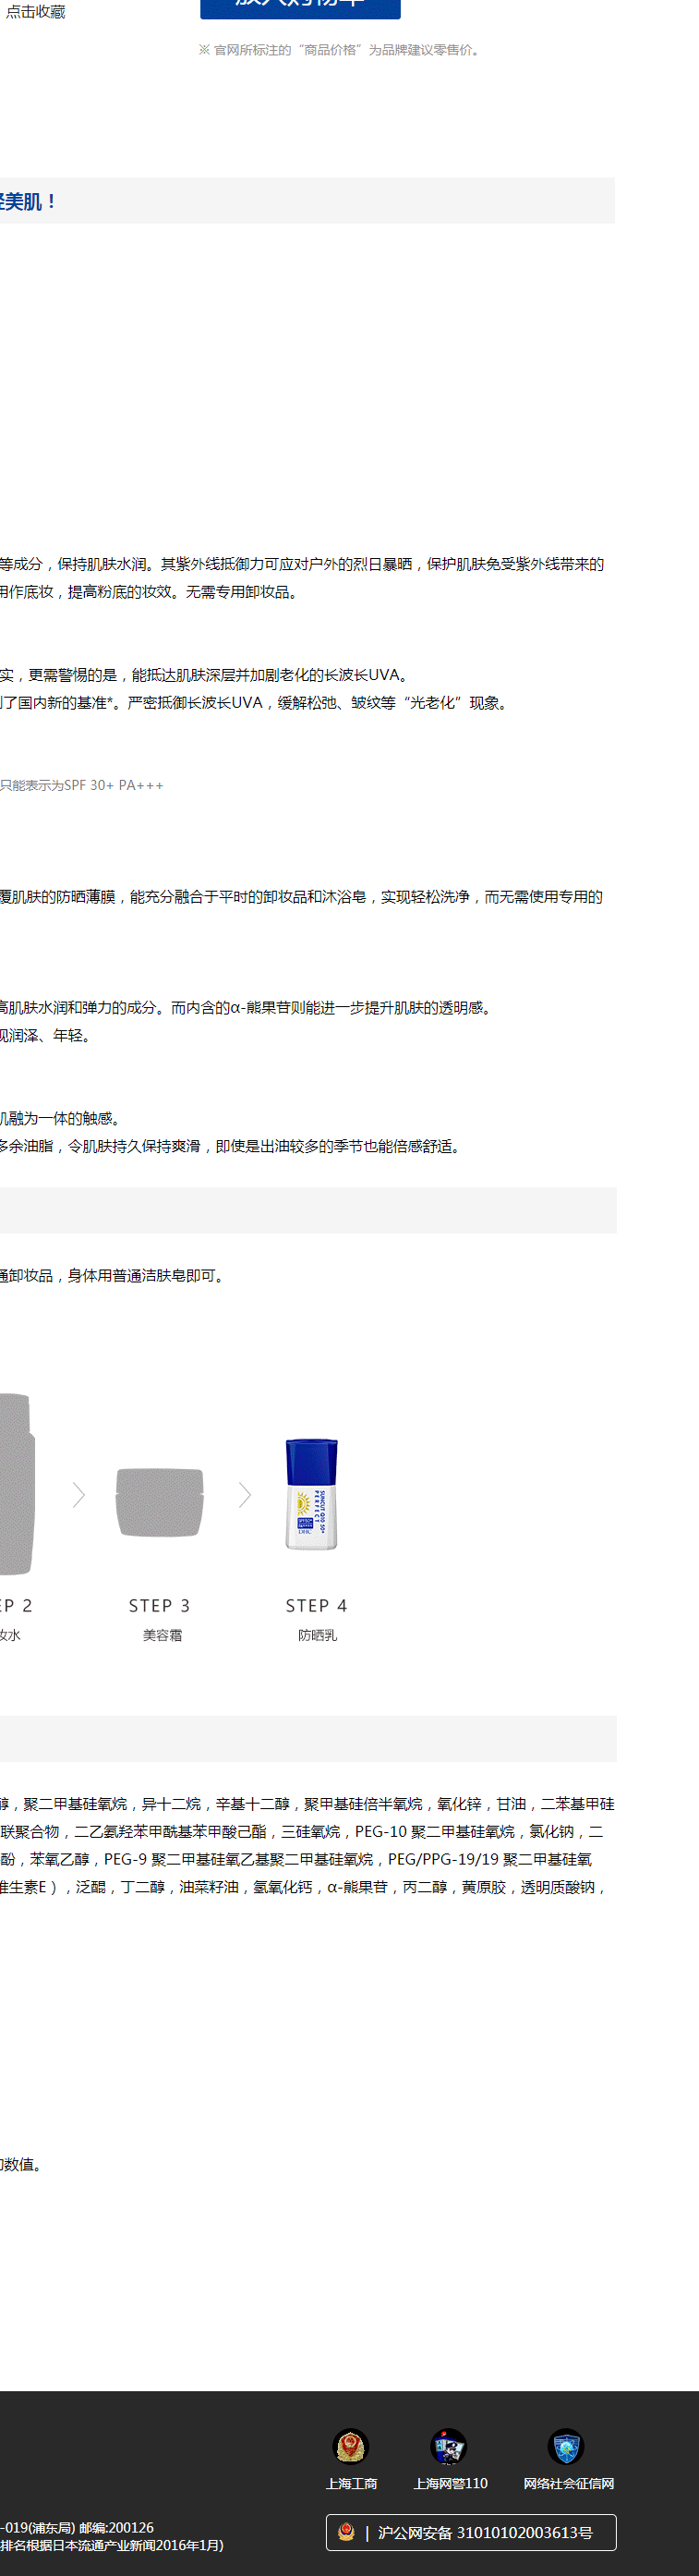 点击收藏
放入购物车
※ 官网所标注的“商品价格”为品牌建议零售价。
美肌！
等成分，保持肌肤水润。其紫外线抵御力可应对户外的烈日暴晒，保护肌肤免受紫外线带来的
用作底妆，提高粉底的妆效。无需专用卸妆品。
实，更需警惕的是，能抵达肌肤深层并加剧老化的长波长UVA。
了国内新的基准*。严密抵御长波长UVA，缓解松弛、皱纹等“光老化”现象。
只能表示为SPF 30+ PA+++
覆肌肤的防晒薄膜，能充分融合于平时的卸妆品和沐浴皂，实现轻松洗净，而无需使用专用的
高肌肤水润和弹力的成分。而内含的α-熊果苷则能进一步提升肌肤的透明感。
现润泽、年轻。
肌融为一体的触感。
多余油脂，令肌肤持久保持爽滑，即使是出油较多的季节也能倍感舒适。
通卸妆品，身体用普通洁肤皂即可。
SUNCUT Q10 50+
PERFECT
DHC
EP 2
STEP 3
STEP 4
妆水
美容霜
防晒乳
醇，聚二甲基硅氧烷，异十二烷，辛基十二醇，聚甲基硅倍半氧烷，氧化锌，甘油，二苯基甲硅
联聚合物，二乙氨羟苯甲酰基苯甲酸己酯，三硅氧烷，PEG-10 聚二甲基硅氧烷，氯化钠，二
酚，苯氧乙醇，PEG-9 聚二甲基硅氧乙基聚二甲基硅氧烷，PEG/PPG-19/19 聚二甲基硅氧
维生素E），泛醌，丁二醇，油菜籽油，氢氧化钙，α-熊果苷，丙二醇，黄原胶，透明质酸钠，
数值。
上海工商
上海网警110
网络社会征信网
-019(浦东局) 邮编:200126
排名根据日本流通产业新闻2016年1月)
| 沪公网安备 31010102003613号